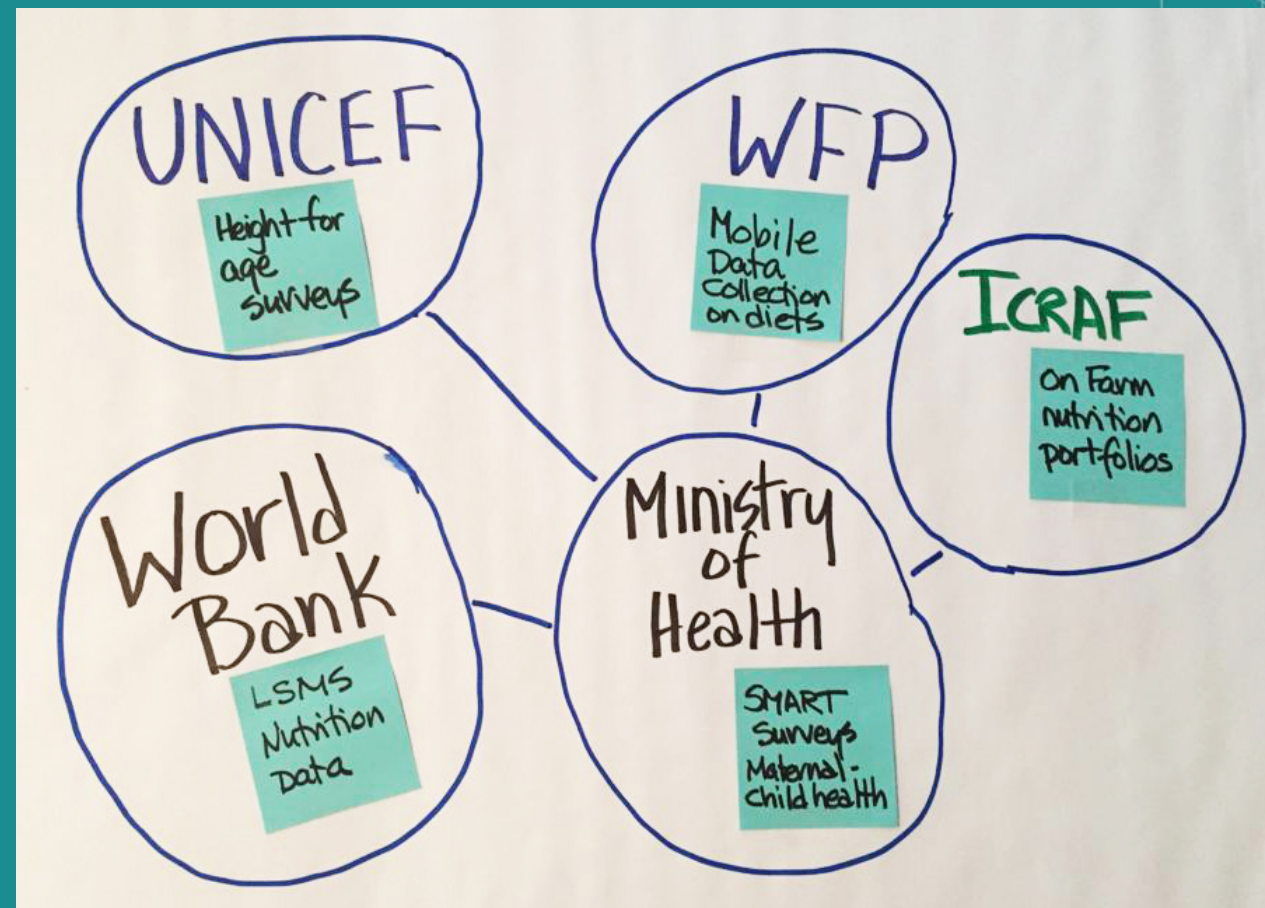 UNICEF
Height for
age
surveys
WFP
Mobile
Data
Collection
on diets
ICRAF
on Farm
nutrition
portfolios
World
Bank
LSMS
Nutrition
Data
Ministry
of
Health
SMART
Surveys
Maternal-
child health